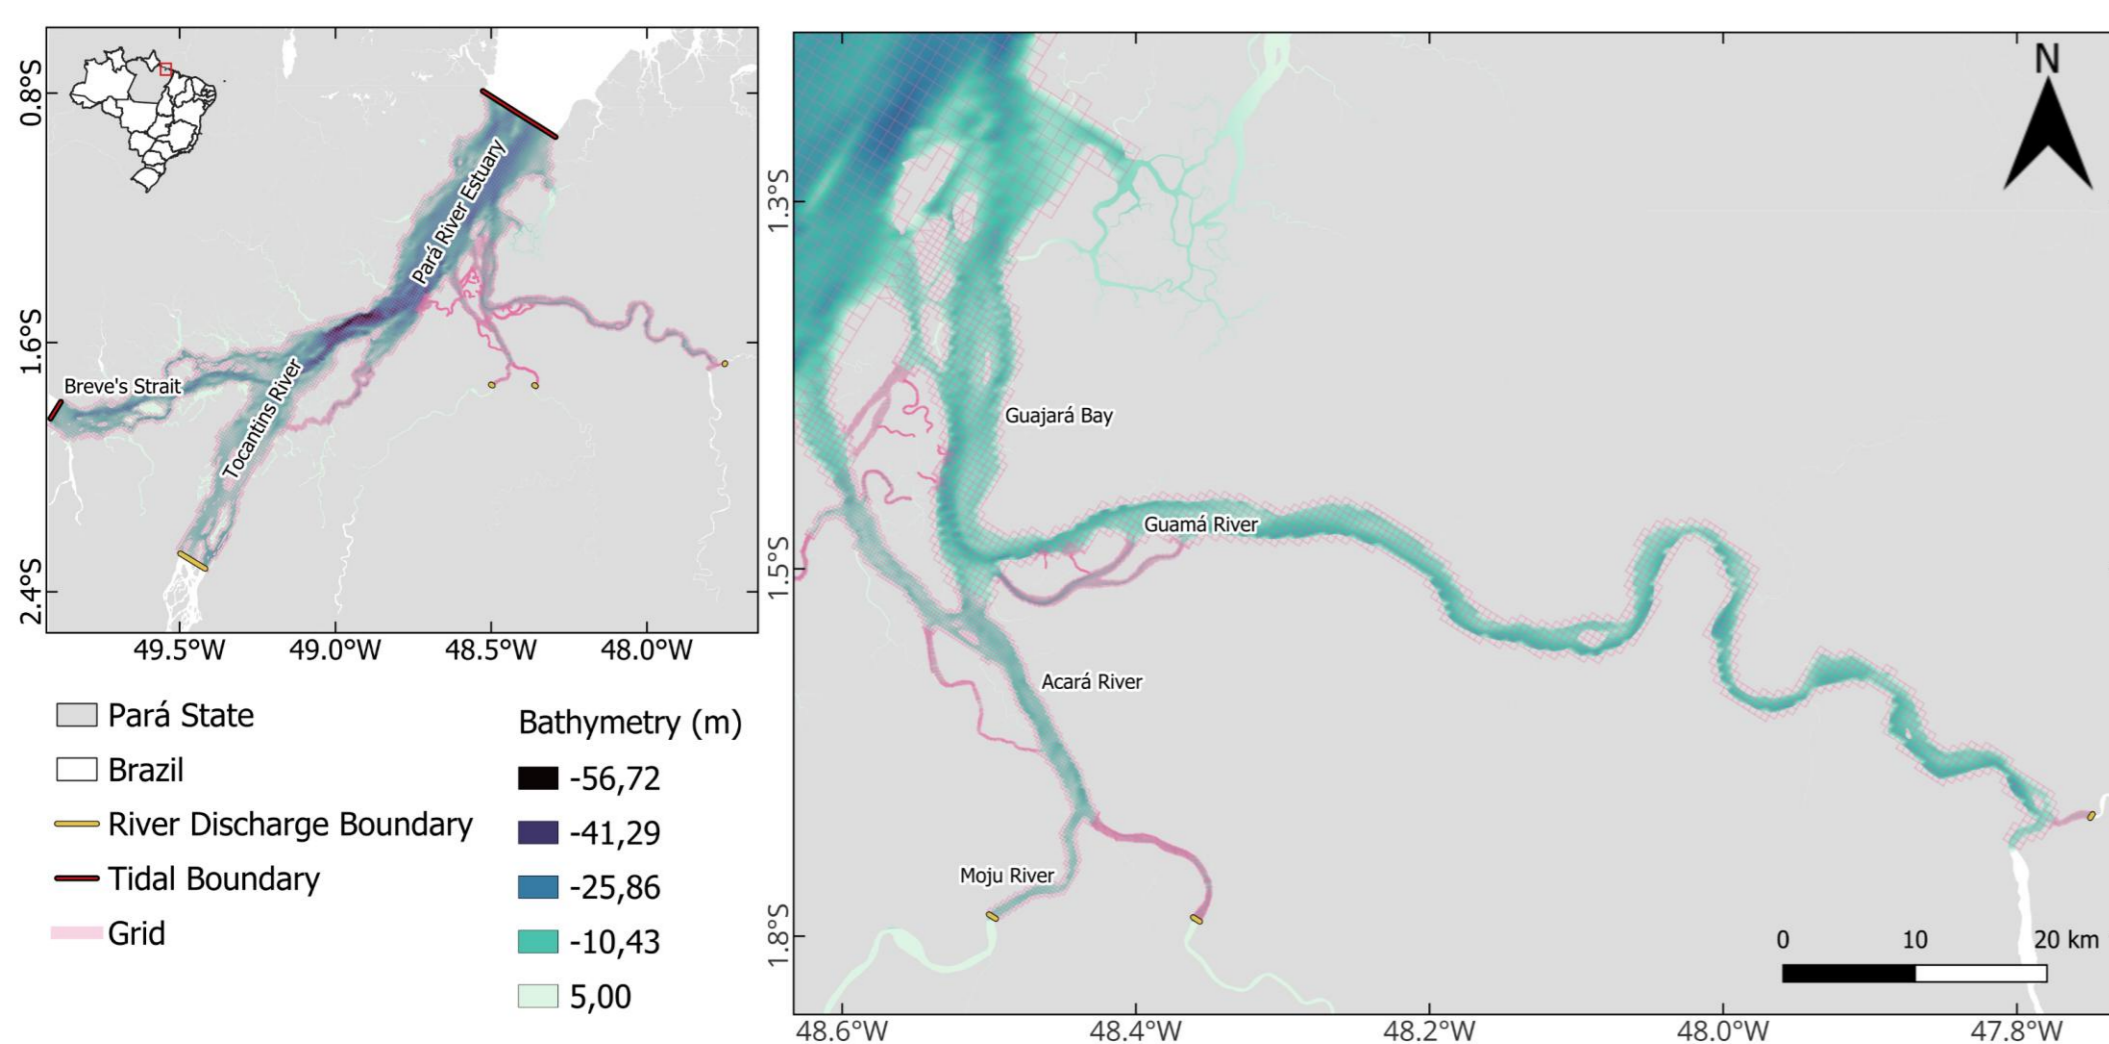 0.8°S
1.6°S
2.4°S
Pará River Estuary
Breve's Strait
Tocantins River
49.5°W
49.0°W
48.5°W
48.0°W
Pará State
Brazil
River Discharge Boundary
Tidal Boundary
Grid
Bathymetry (m)
-56,72
-41,29
-25,86
-10,43
5,00
N
1.3°S
1.5°S
1.8°S
Guajará Bay
Guamá River
Acará River
Moju River
0 10 20 km
48.6°W
48.4°W
48.2°W
48.0°W
47.8°W